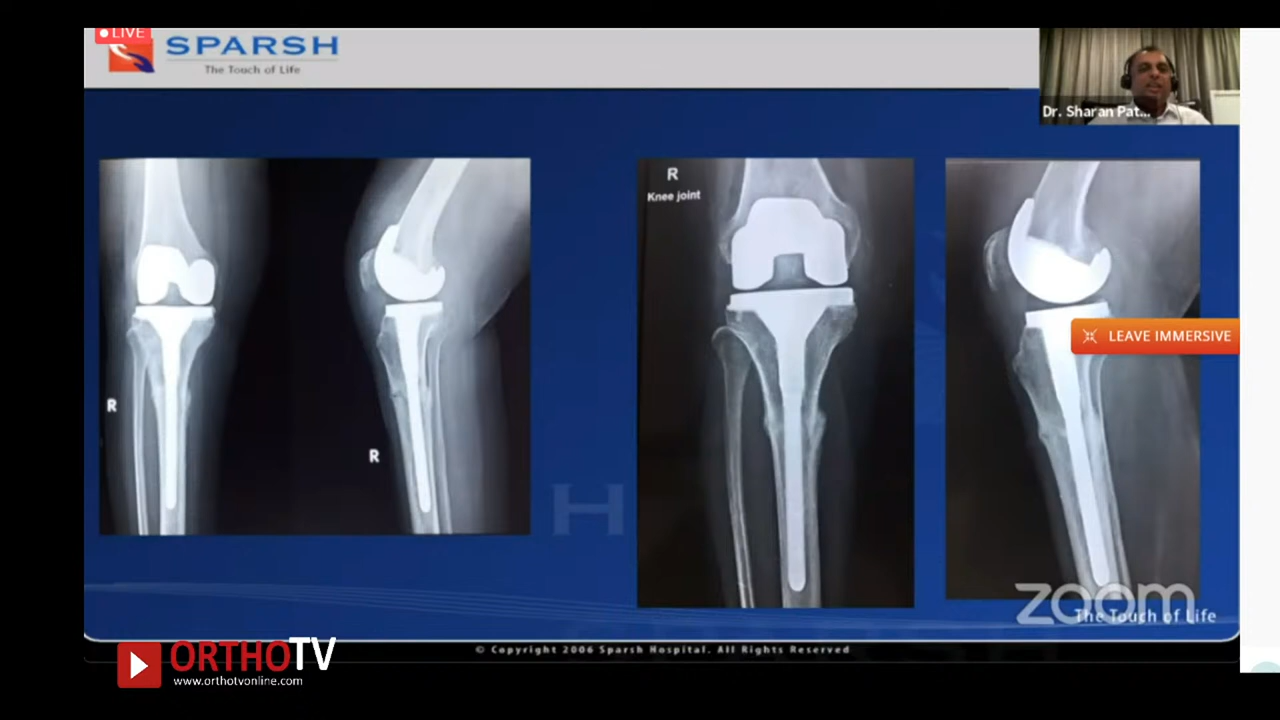 LIVE
SPARSH
The Touch of Life
Dr. Sharan Pat...
R
Knee joint
R
R
LEAVE IMMERSIVE
H
zoom
The Touch of Life
© Copyright 2006 Sparsh Hospital. All Rights Reserved
ORTHOTV
www.orthotvonline.com